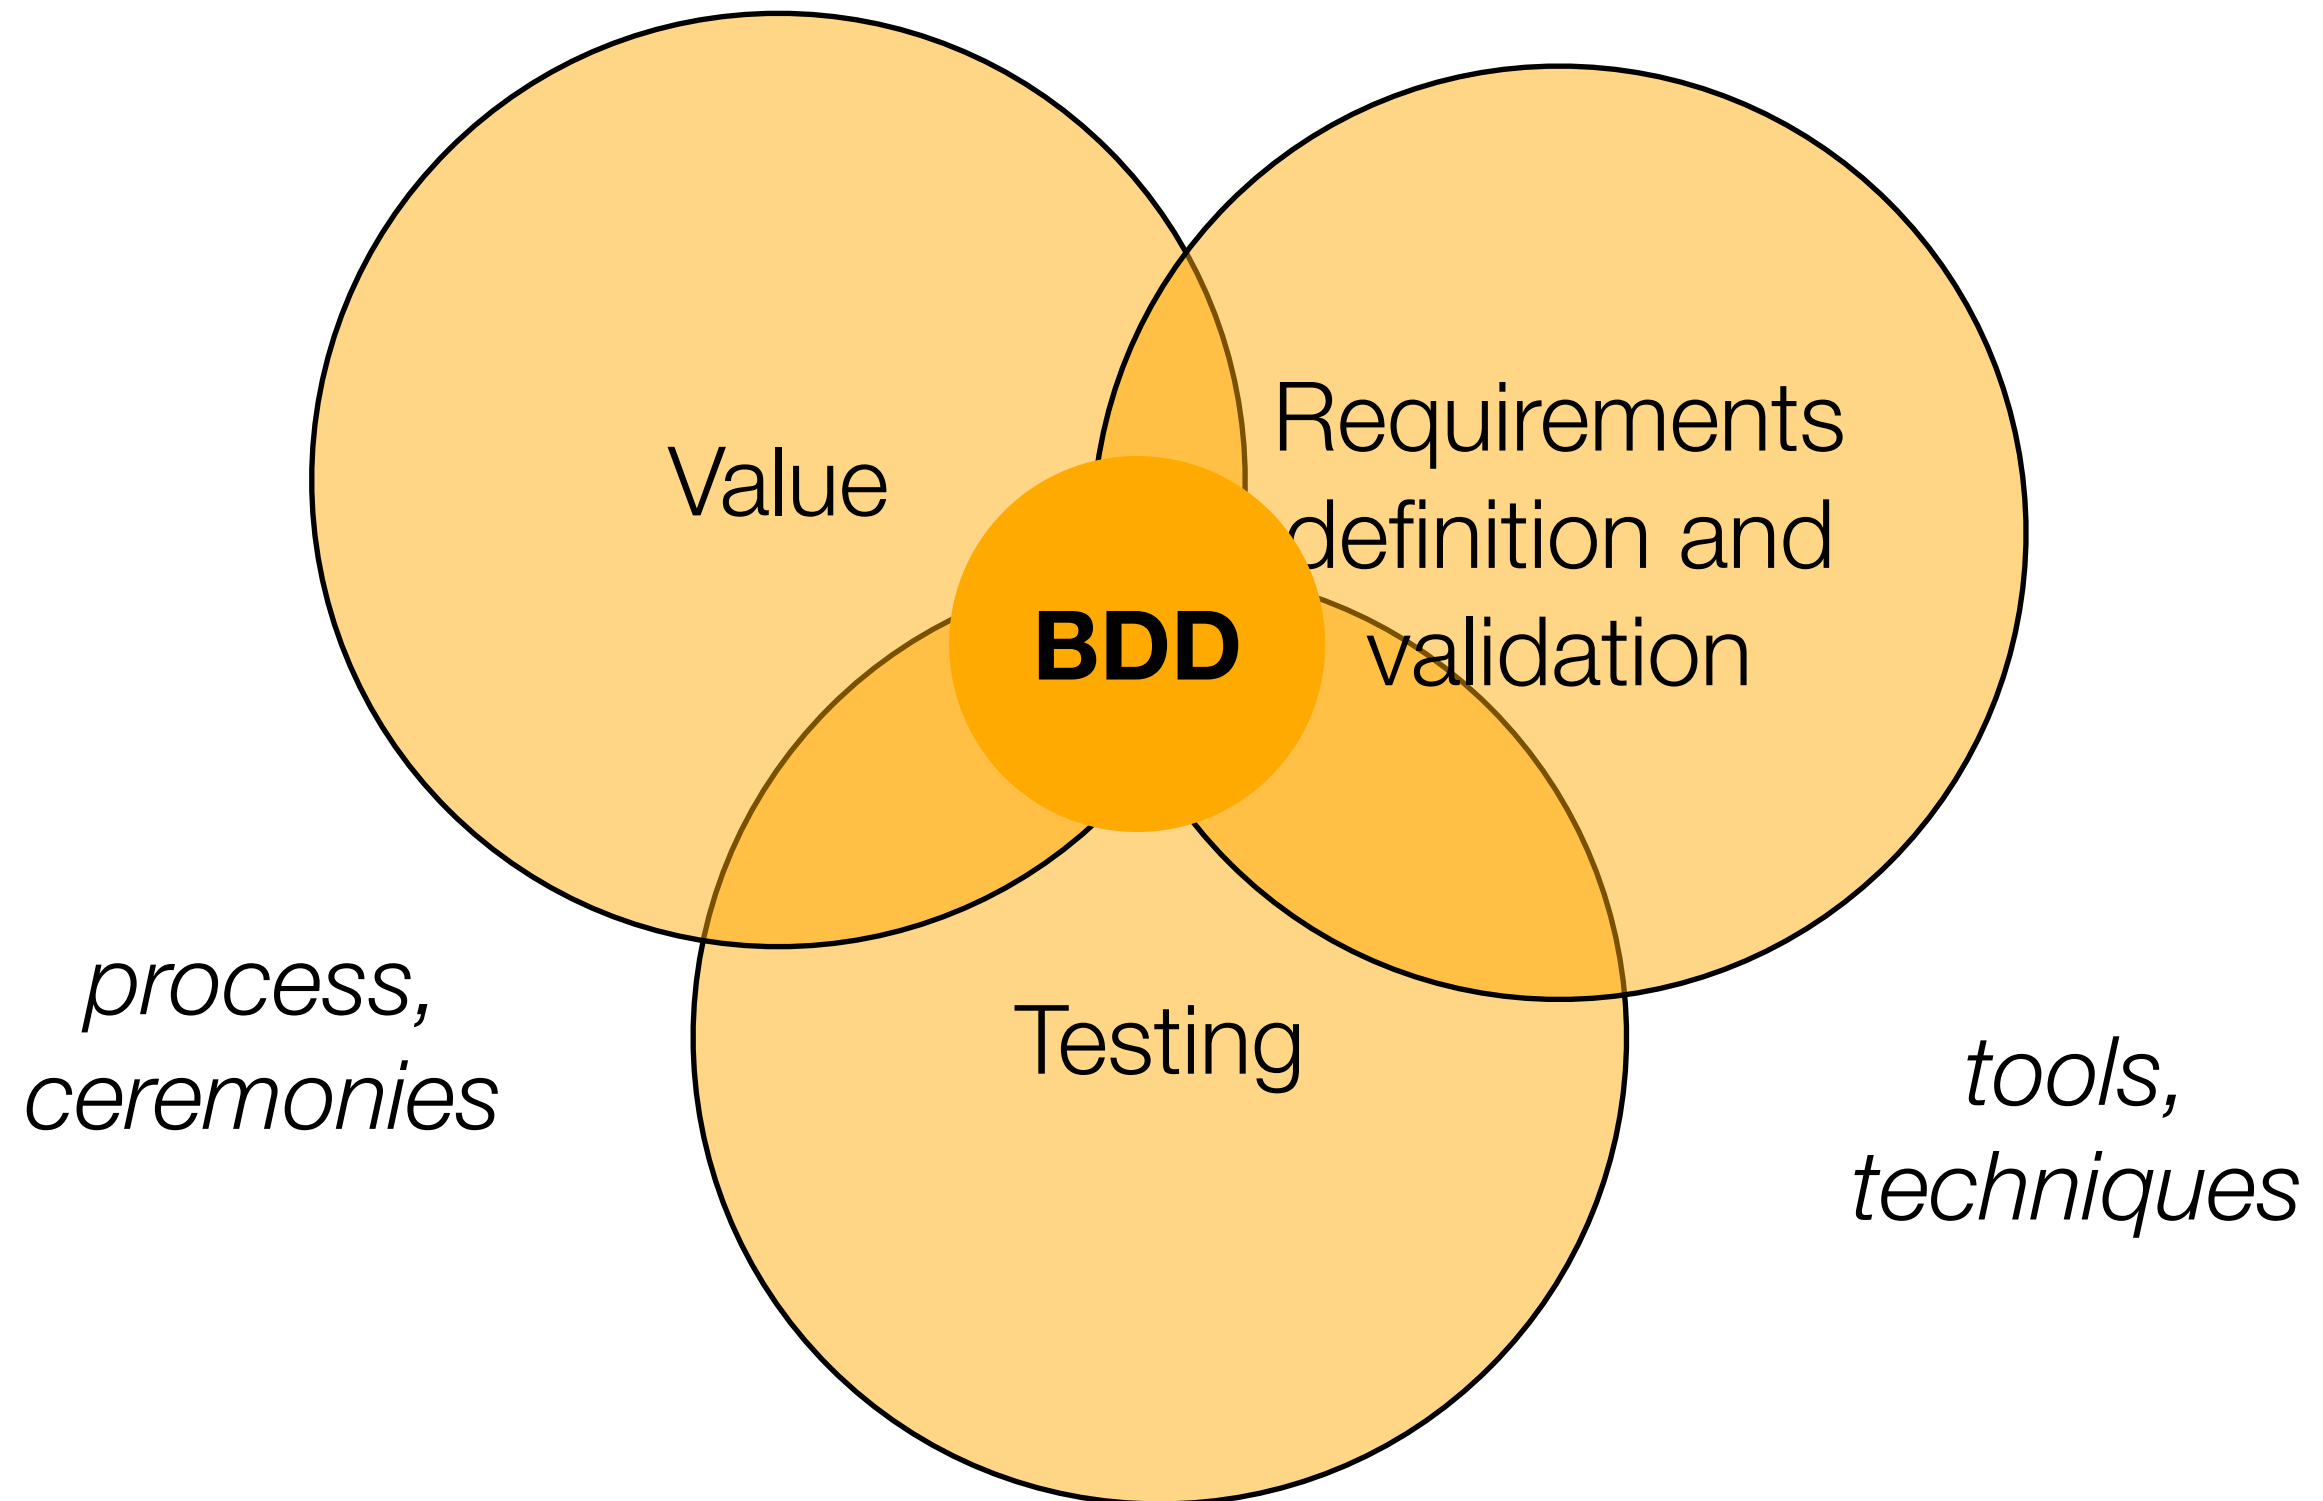 Value
Requirements
definition and
validation
BDD
process,
ceremonies
Testing
tools,
techniques